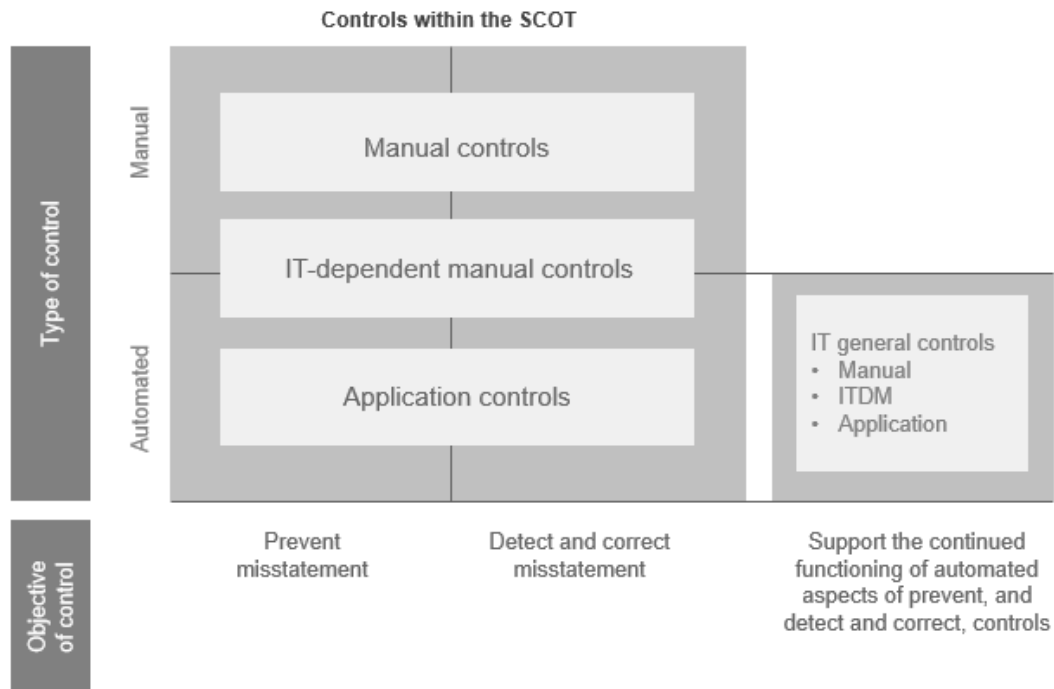 Controls within the SCOT
Type of control
Manual
Manual controls
IT-dependent manual controls
Automated
Application controls
IT general controls
• Manual
• ITDM
• Application
Objective
of control
Prevent
misstatement
Detect and correct
misstatement
Support the continued
functioning of automated
aspects of prevent, and
detect and correct, controls